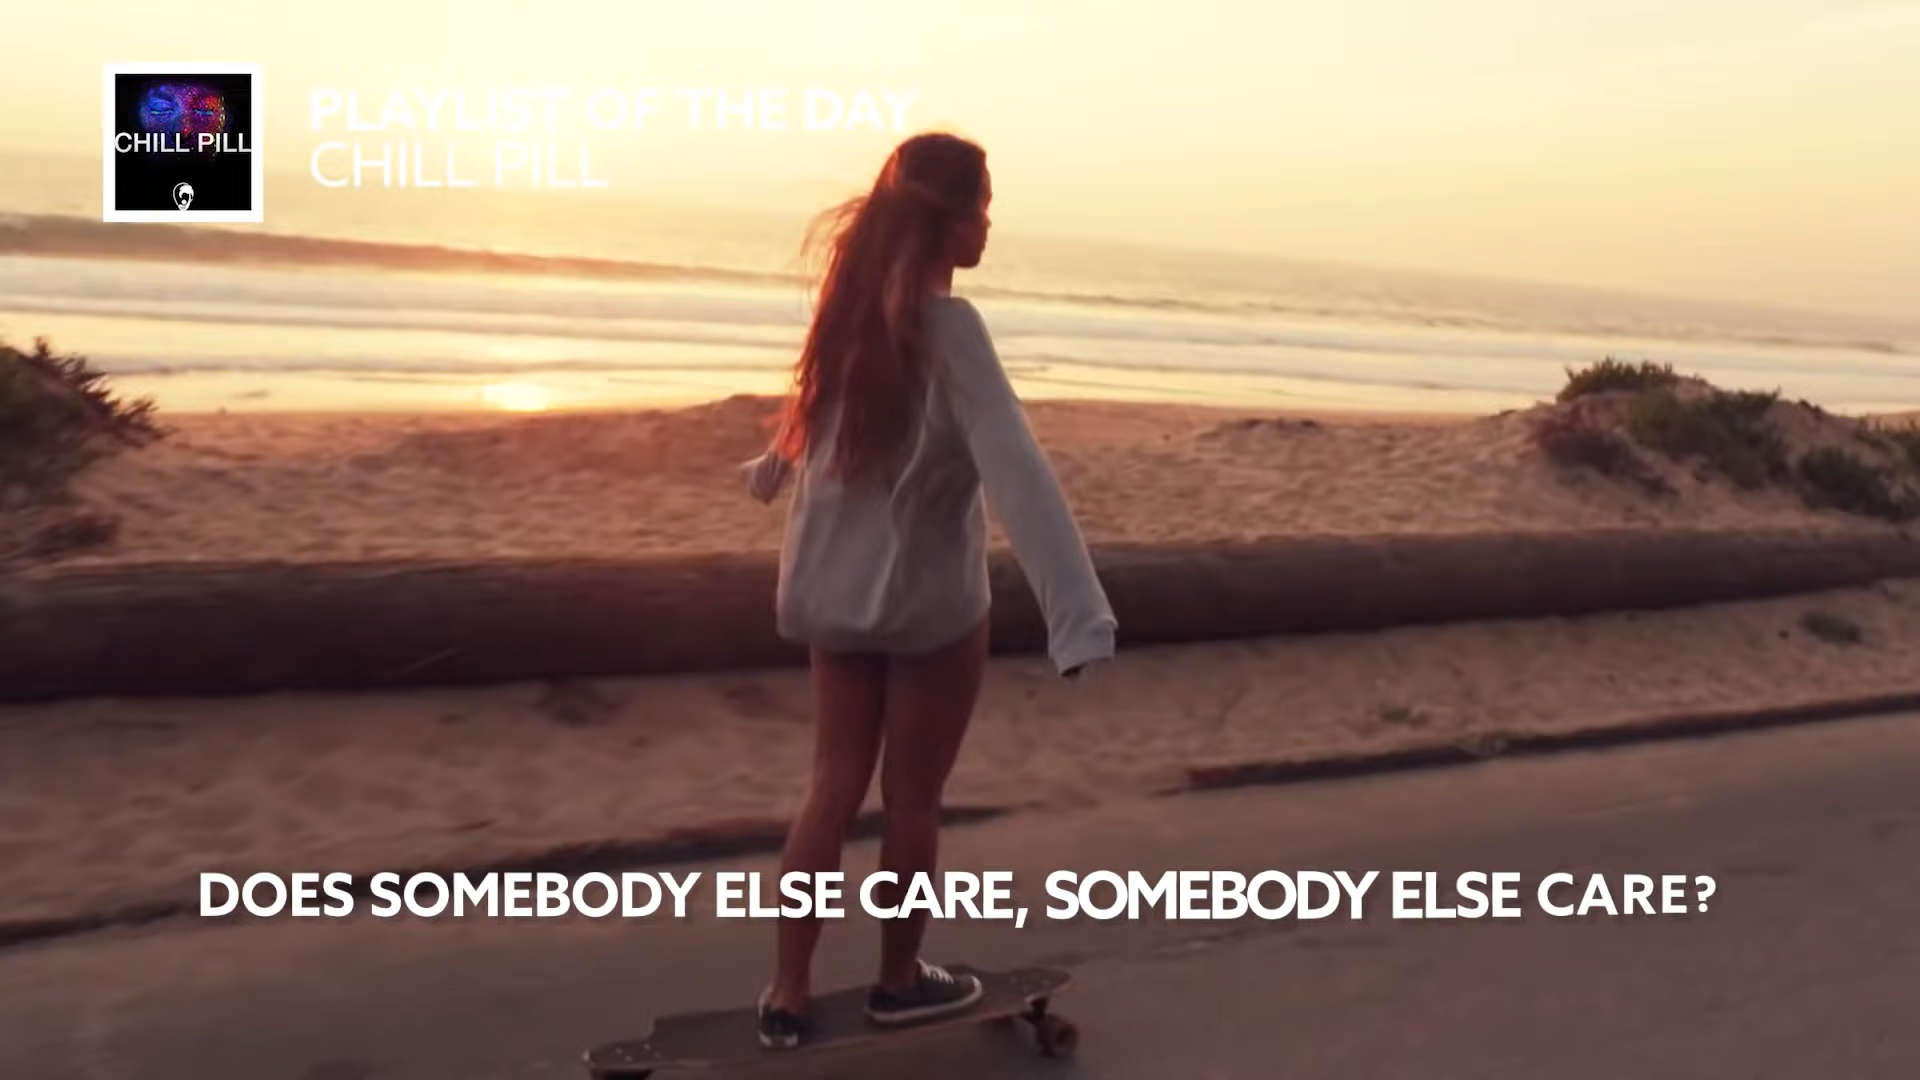 CHILL PILL
PLAYLIST OF THE DAY
CHILL PILL
DOES SOMEBODY ELSE CARE, SOMEBODY ELSE CARE?